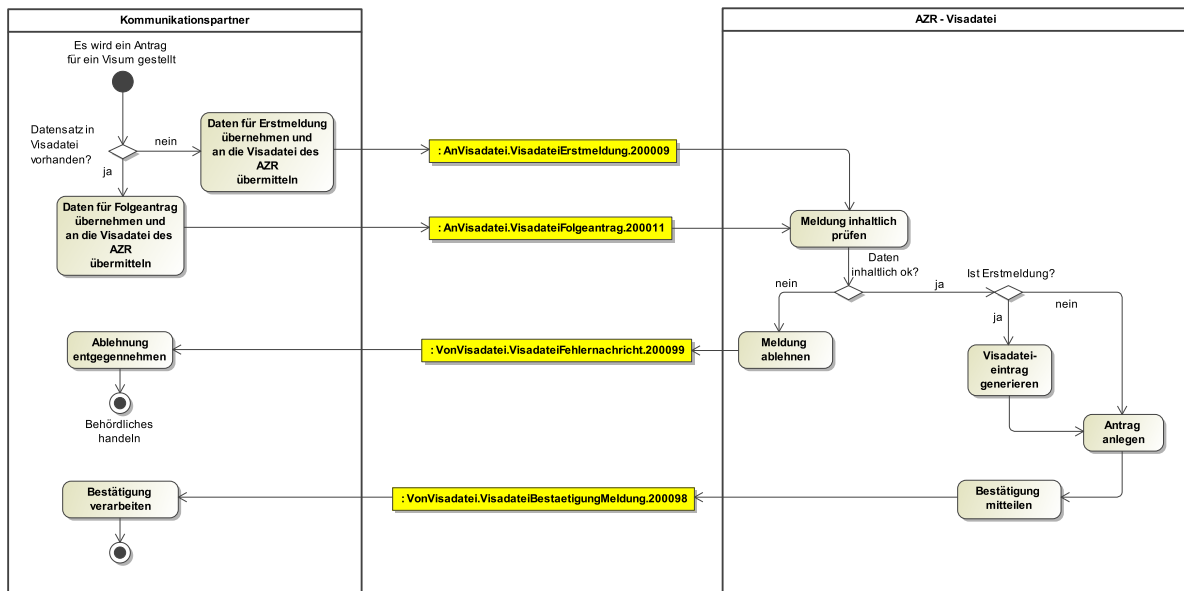 Kommunikationspartner
AZR - Visadatei
Es wird ein Antrag
für ein Visum gestellt
Datensatz in
Visadatei
vorhanden?
nein
ja
Daten für Erstmeldung
übernehmen und
an die Visadatei des
AZR
übermitteln
: AnVisadatei.VisadateiErstmeldung.200009
Daten für Folgeantrag
übernehmen und
an die Visadatei des
AZR
übermitteln
: AnVisadatei.VisadateiFolgeantrag.200011
Meldung inhaltlich
prüfen
Daten
inhaltlich ok?
nein
ja
Ist Erstmeldung?
ja
nein
Ablehnung
entgegennehmen
: VonVisadatei.VisadateiFehlernachricht.200099
Meldung
ablehnen
Visadatei-
eintrag
generieren
Behördliches
handeln
Antrag
anlegen
Bestätigung
verarbeiten
: VonVisadatei.VisadateiBestaetigungMeldung.200098
Bestätigung
mitteilen